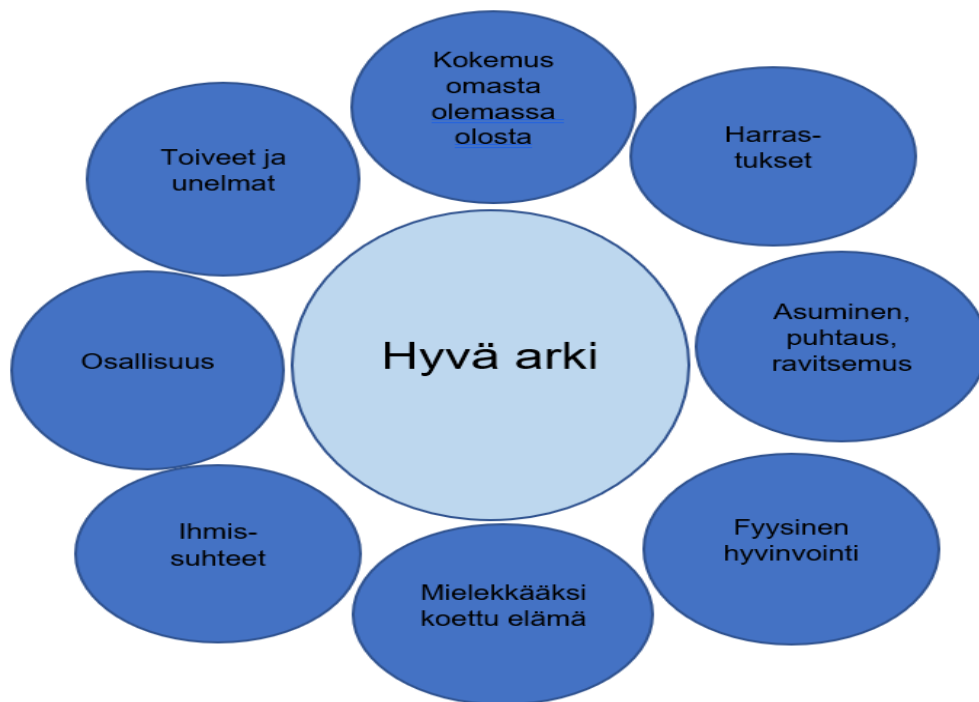 Kokemus
omasta
olemassa
olosta
Harras-
tukset
Asuminen,
puhtaus,
ravitsemus
Fyysinen
hyvinvointi
Mielekkääksi
koettu elämä
Ihmis-
suhteet
Osallisuus
Toiveet ja
unelmat
Hyvä arki